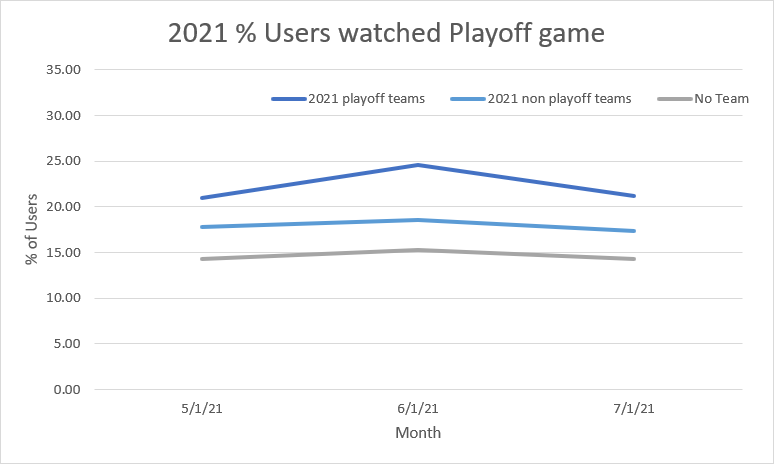 2021 % Users watched Playoff game
35.00
2021 playoff teams 2021 non playoff teams No Team
30.00
25.00
20.00
% of Users
15.00
10.00
5.00
0.00
5/1/21 6/1/21 7/1/21
Month